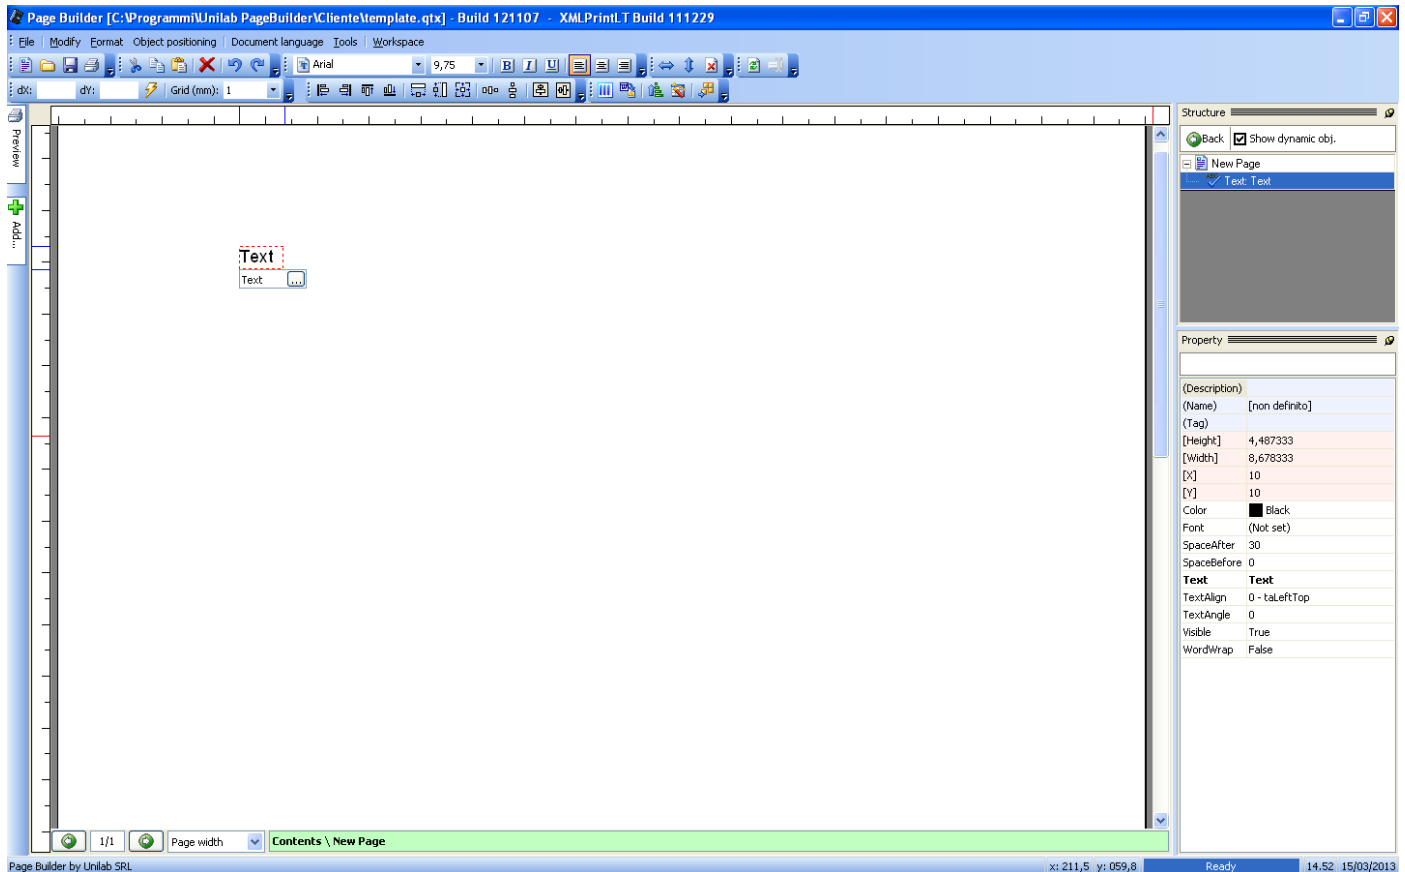 Page Builder [C:\Programmi\Unilab PageBuilder\Cliente\template.qtx] - Build 121107 - XMLPrintLT Build 111229
File Modify Format Object positioning Document language Tools Workspace
Arial 9,75 B I U
dX: dY: Grid (mm): 1
Preview
Add...
Text
Text ...
Structure
Back Show dynamic obj.
New Page
Text: Text
Property
(Description)
(Name) [non definito]
(Tag)
[Height] 4,487333
[Width] 8,678333
[X] 10
[Y] 10
Color Black
Font (Not set)
SpaceAfter 30
SpaceBefore 0
Text Text
TextAlign 0 - taLeftTop
TextAngle 0
Visible True
WordWrap False
1/1 Page width Contents \ New Page
Page Builder by Unilab SRL x: 211,5 y: 059,8 Ready 14.52 15/03/2013